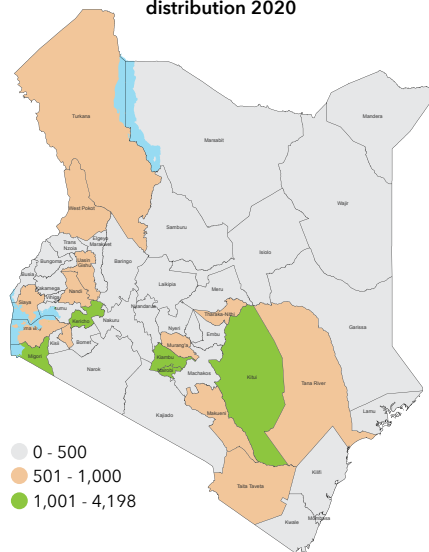 distribution 2020
Turkana
Mandera
Marsabit
Wajir
West Pokot
Samburu
Isiolo
Trans
Nzoia
Elgeyo
Marakwet
Baringo
Bungoma
Uasin
Gishu
Busia
Kakamega
Nandi
Vihiga
Laikipia
Meru
Siaya
Kisumu
Kericho
Nakuru
Nyandarua
Tharaka-Nithi
Garissa
Nyeri
Embu
Kisii
Bomet
Murang'a
Migori
Kiambu
Nairobi
Machakos
Kitui
Tana River
Narok
Kajiado
Makueni
Lamu
Taita Taveta
Kilifi
Kwale
Mombasa
0 - 500
501 - 1,000
1,001 - 4,198